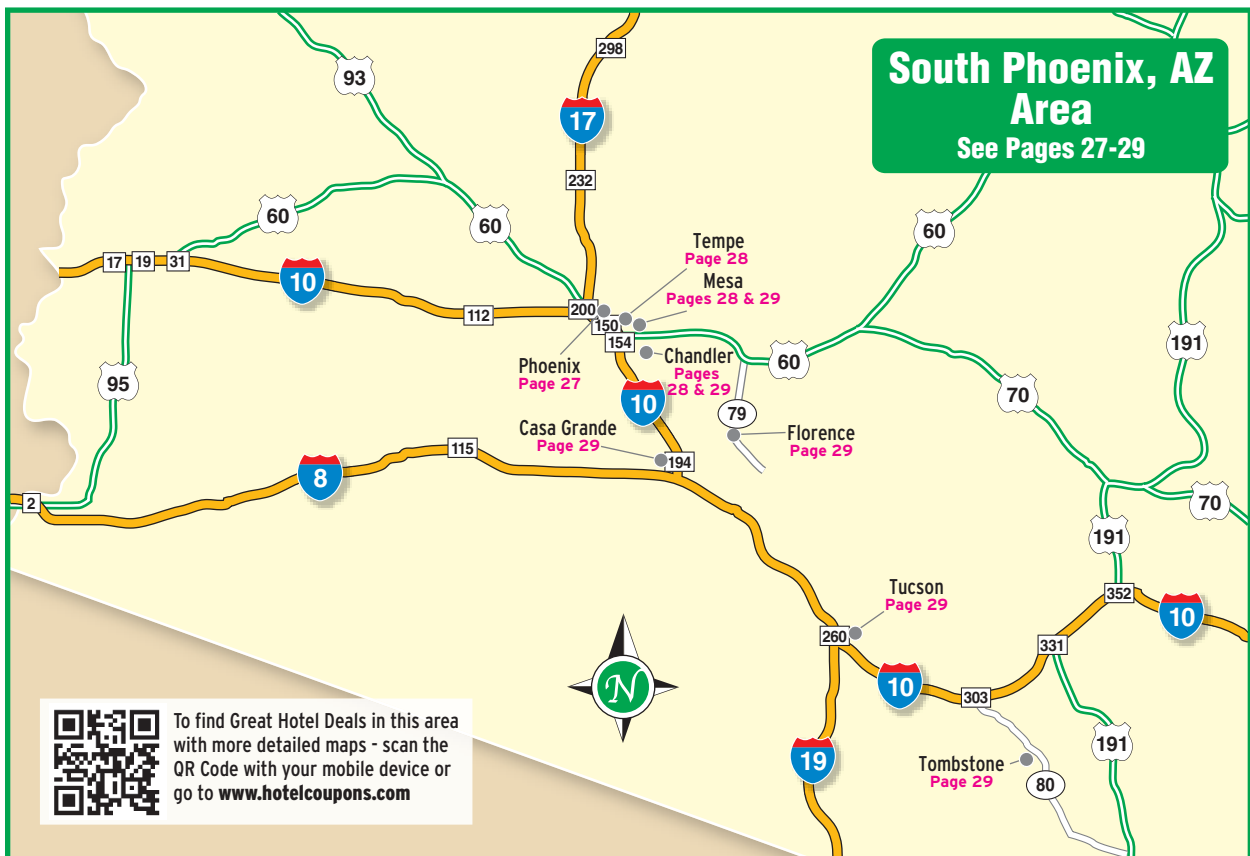 South Phoenix, AZ
Area
See Pages 27-29
298
93
17
232
60
60
60
Tempe
Page 28
Mesa
Pages 28 & 29
17
19
31
10
112
200
150
154
Phoenix
Page 27
Chandler
Pages
28 & 29
60
191
95
10
79
70
Casa Grande
Page 29
Florence
Page 29
115
194
8
2
70
191
Tucson
Page 29
352
10
260
331
10
303
N
19
191
Tombstone
Page 29
80
To find Great Hotel Deals in this area
with more detailed maps - scan the
QR Code with your mobile device or
go to www.hotelcoupons.com